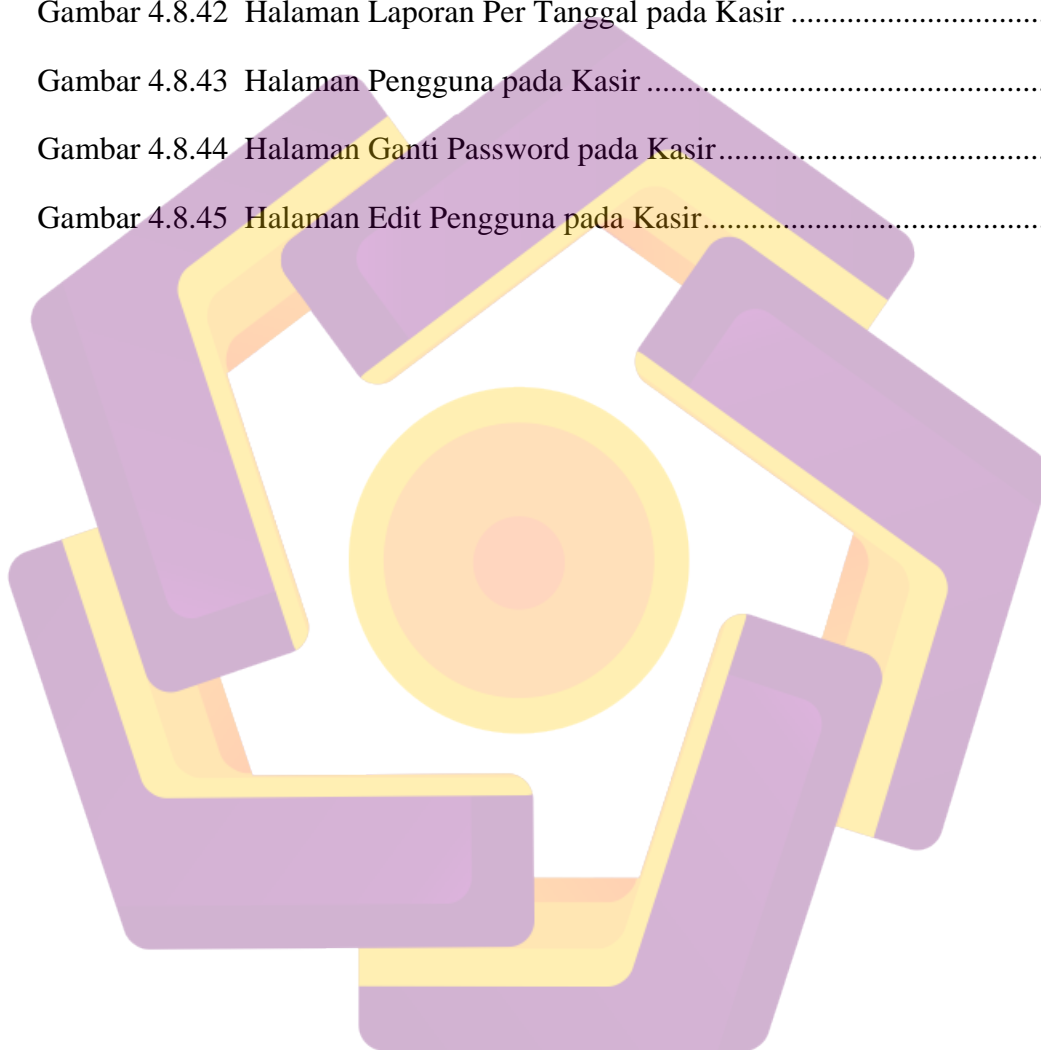 Gambar 4.8.42 Halaman Laporan Per Tanggal pada Kasir ................................
Gambar 4.8.43 Halaman Pengguna pada Kasir ..................................................
Gambar 4.8.44 Halaman Ganti Password pada Kasir.........................................
Gambar 4.8.45 Halaman Edit Pengguna pada Kasir...........................................